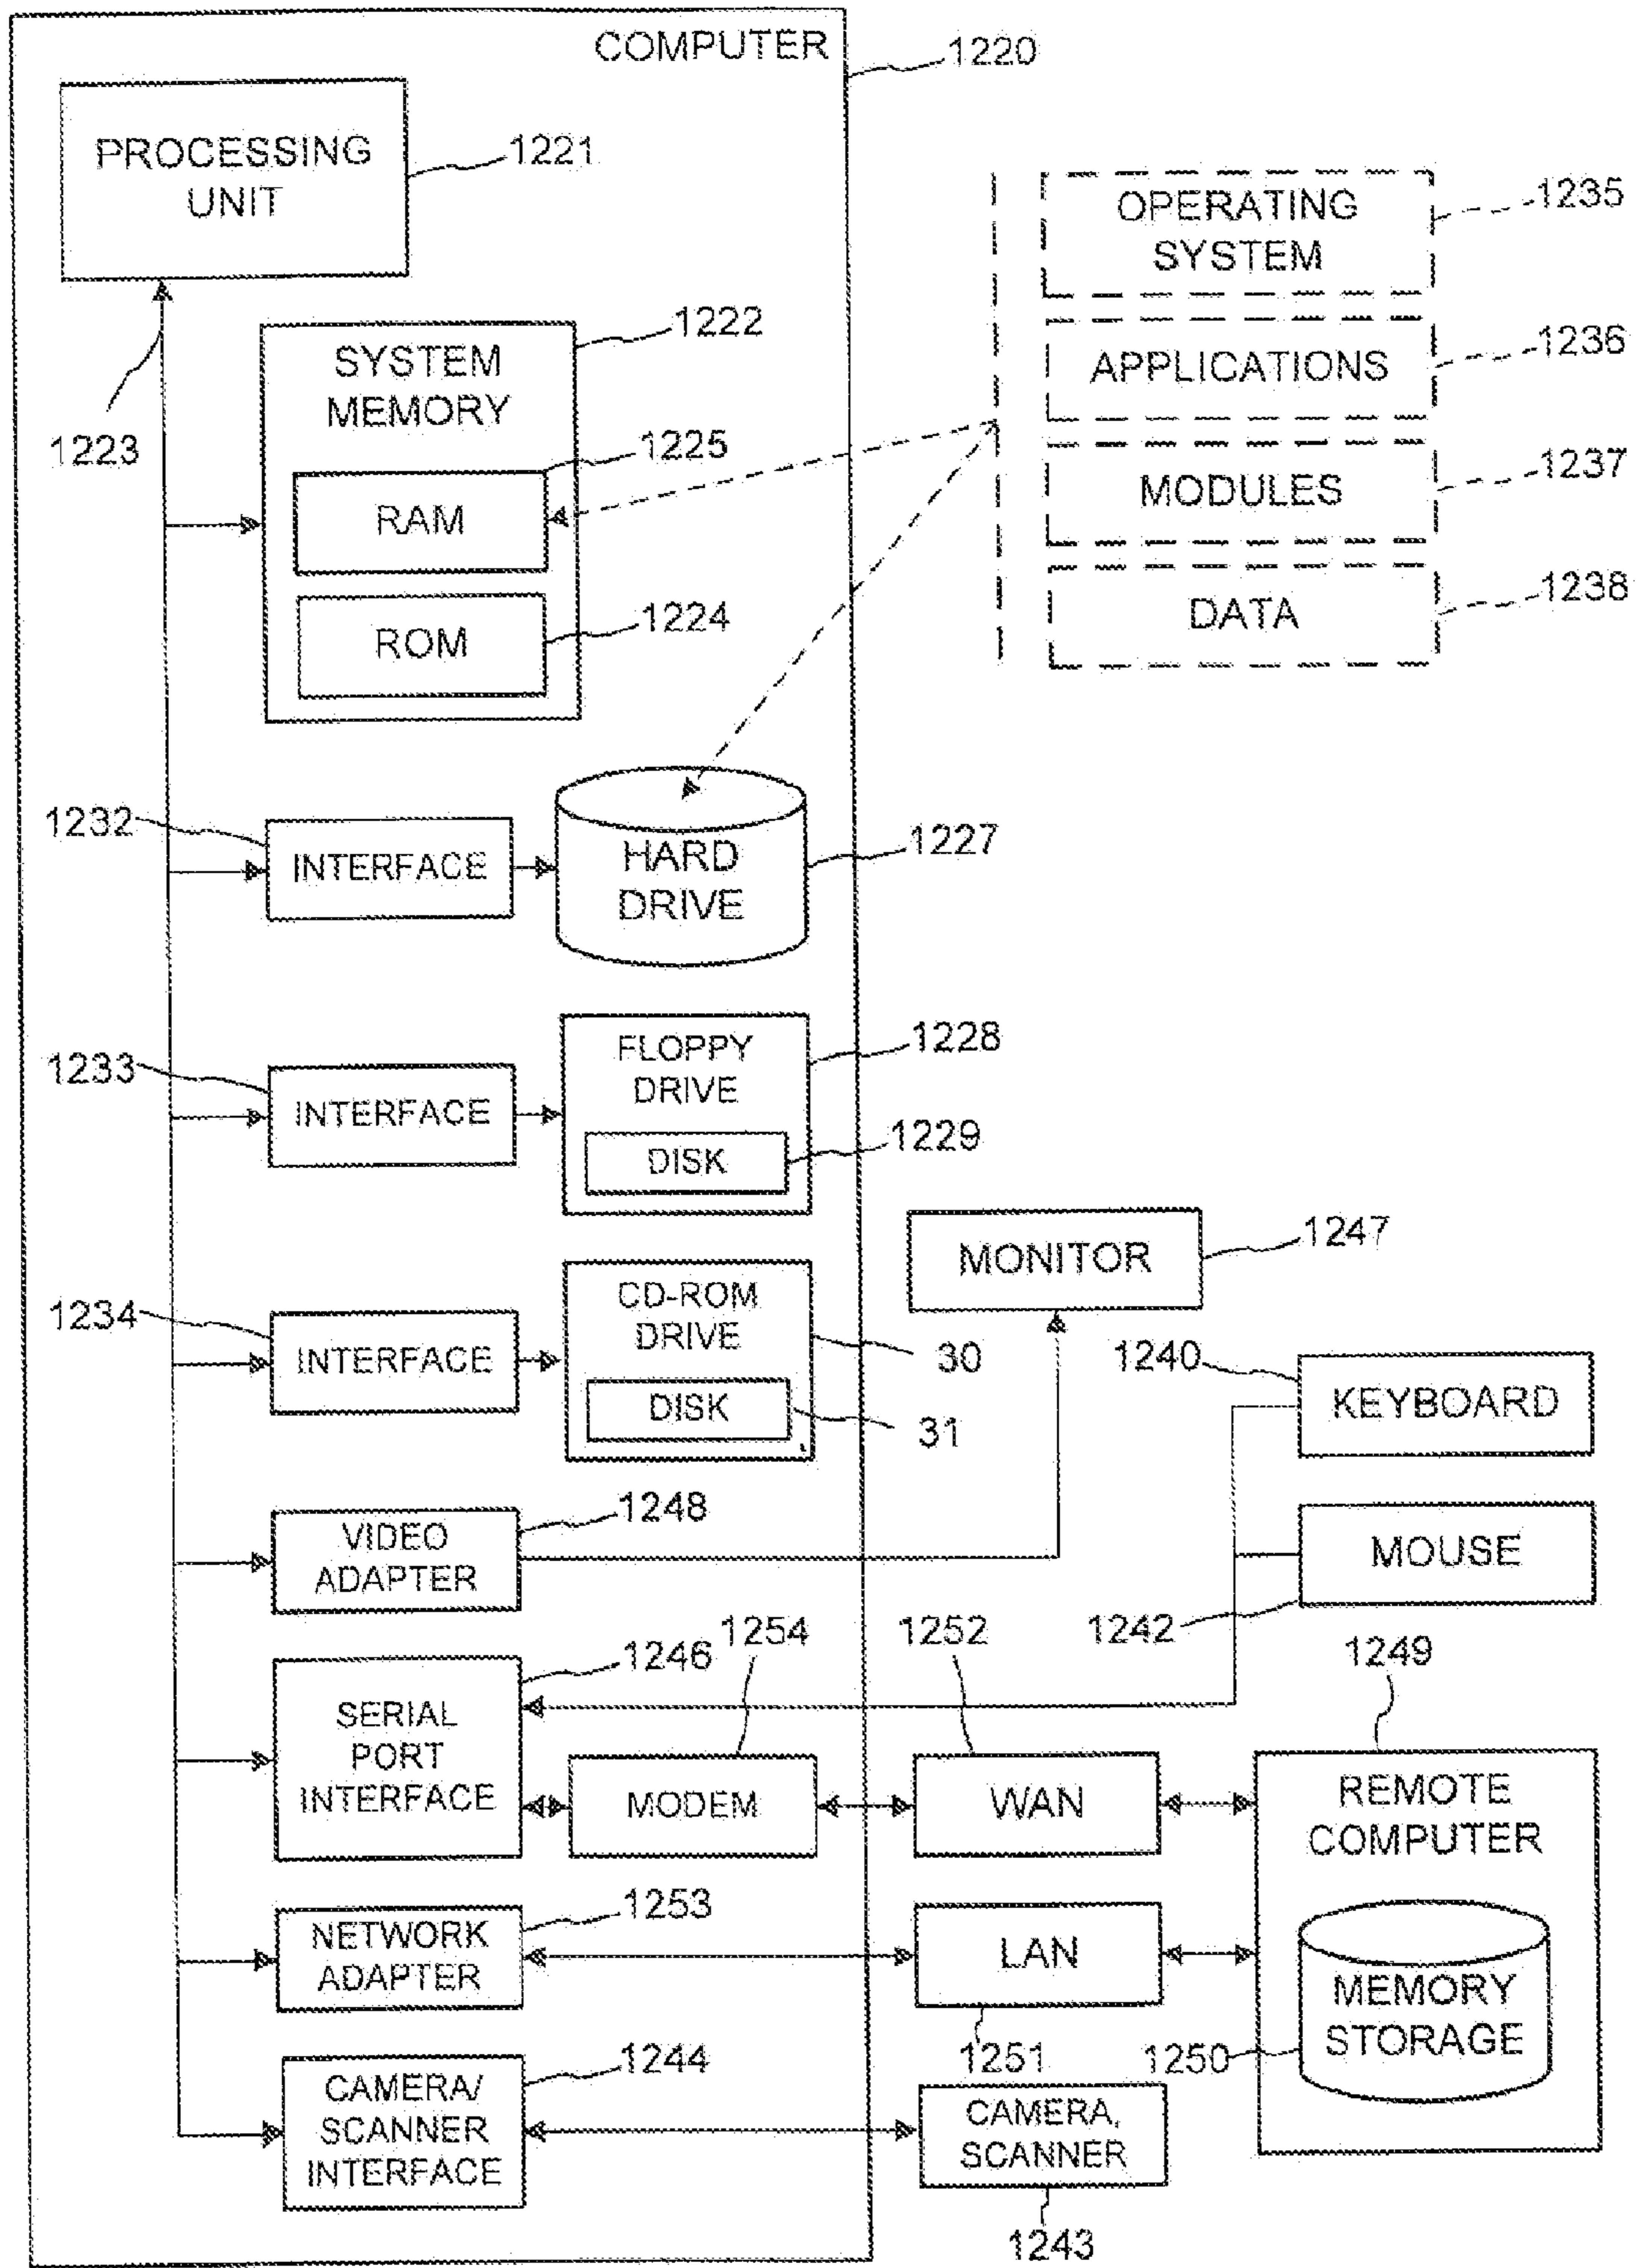 COMPUTER
1220
PROCESSING
UNIT
1221
1223
SYSTEM
MEMORY
1222
RAM
1225
ROM
1224
OPERATING
SYSTEM
1235
APPLICATIONS
1236
MODULES
1237
DATA
1238
1232
INTERFACE
HARD
DRIVE
1227
1233
INTERFACE
FLOPPY
DRIVE
1228
DISK
1229
1234
INTERFACE
CD-ROM
DRIVE
30
DISK
31
MONITOR
1247
1240
KEYBOARD
MOUSE
1242
VIDEO
ADAPTER
1248
SERIAL
PORT
INTERFACE
1246
1254
MODEM
1252
WAN
1249
REMOTE
COMPUTER
MEMORY
STORAGE
1250
NETWORK
ADAPTER
1253
LAN
1251
CAMERA/
SCANNER
INTERFACE
1244
CAMERA,
SCANNER
1243